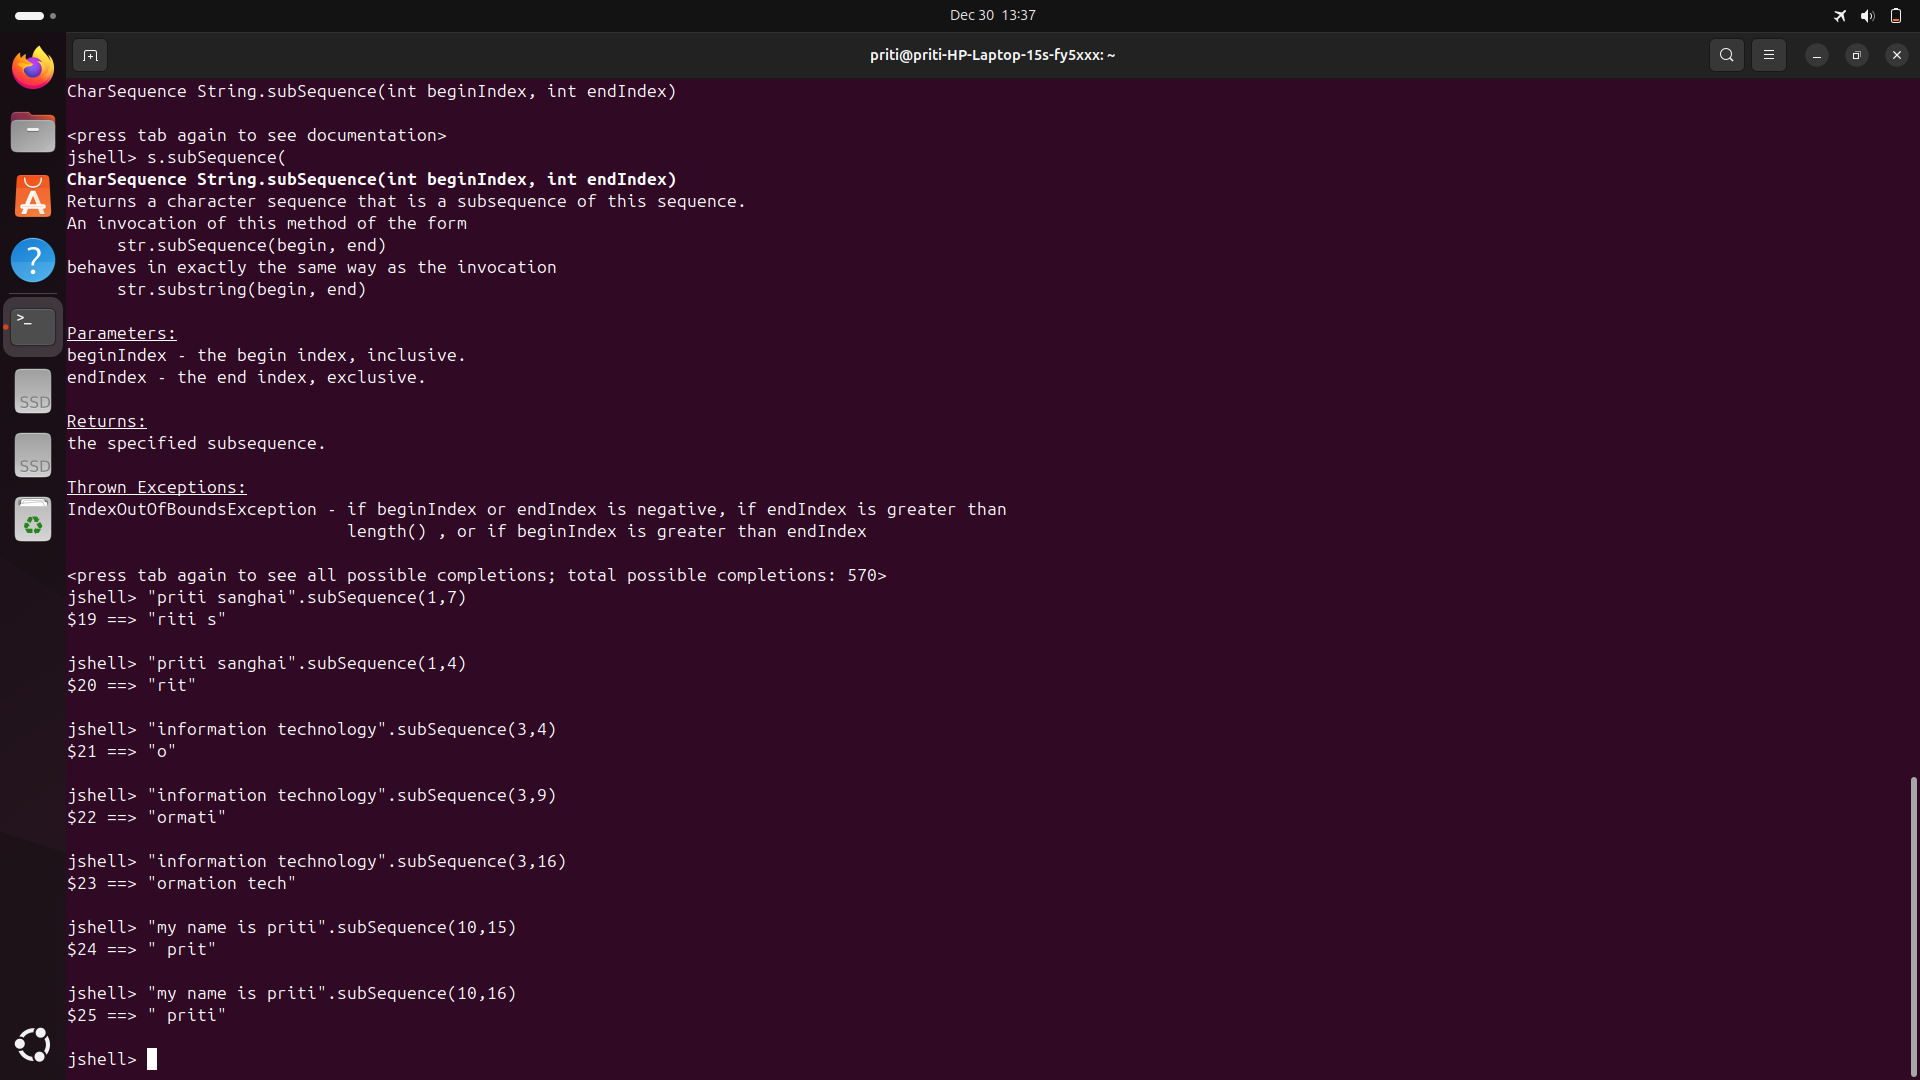 Dec 30 13:37
priti@priti-HP-Laptop-15s-fy5xxx: ~
CharSequence String.subSequence(int beginIndex, int endIndex)
<press tab again to see documentation>
jshell> s.subSequence(
CharSequence String.subSequence(int beginIndex, int endIndex)
Returns a character sequence that is a subsequence of this sequence.
An invocation of this method of the form
     str.subSequence(begin, end)
behaves in exactly the same way as the invocation
     str.substring(begin, end)
Parameters:
beginIndex - the begin index, inclusive.
endIndex - the end index, exclusive.
Returns:
the specified subsequence.
Thrown Exceptions:
IndexOutOfBoundsException - if beginIndex or endIndex is negative, if endIndex is greater than
                            length() , or if beginIndex is greater than endIndex
<press tab again to see all possible completions; total possible completions: 570>
jshell> "priti sanghai".subSequence(1,7)
$19 ==> "riti s"
jshell> "priti sanghai".subSequence(1,4)
$20 ==> "rit"
jshell> "information technology".subSequence(3,4)
$21 ==> "o"
jshell> "information technology".subSequence(3,9)
$22 ==> "ormati"
jshell> "information technology".subSequence(3,16)
$23 ==> "ormation tech"
jshell> "my name is priti".subSequence(10,15)
$24 ==> " prit"
jshell> "my name is priti".subSequence(10,16)
$25 ==> " priti"
jshell>
A
?
>_
SSD
SSD